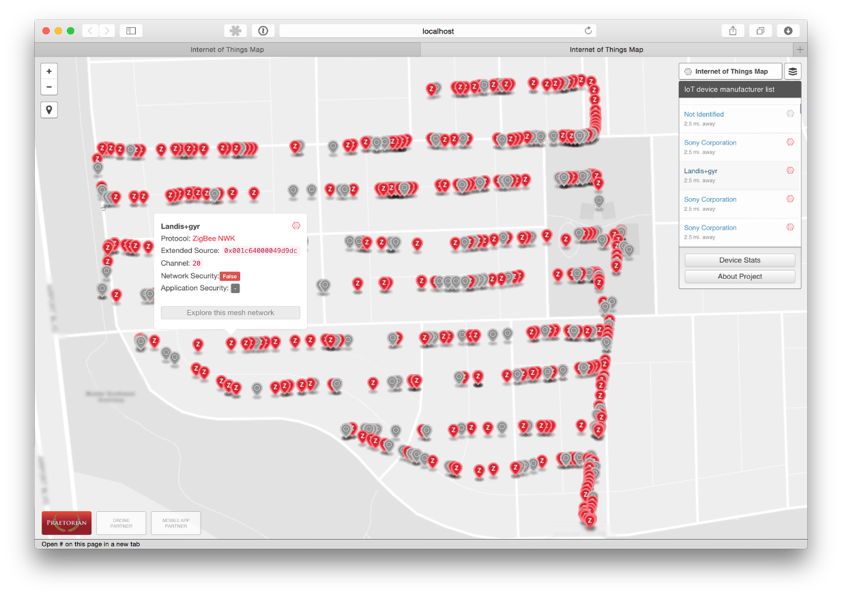 localhost
Internet of Things Map
Internet of Things Map
Internet of Things Map
IoT device manufacturer list
Not Identified
2.5 mi. away
Sony Corporation
2.5 mi. away
Landis+gyr
2.5 mi. away
Sony Corporation
2.5 mi. away
Sony Corporation
2.5 mi. away
Device Stats
About Project
Landis+gyr
Protocol: ZigBee NWK
Extended Source: 0x001c64000049d9dc
Channel: 20
Network Security: False
Application Security: -
Explore this mesh network
PRAETORIAN
ONLINE
PARTNER
MOBILE APP
PARTNER
Open # on this page in a new tab